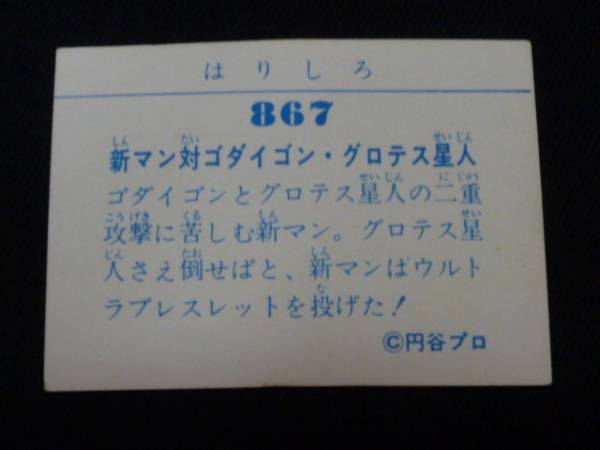 はりしろ
867
新マン対ゴダイゴン・グロテス星人
ゴダイゴンとグロテス星人の二重
攻撃に苦しむ新マン。グロテス星
人さえ倒せばと、新マンはウルト
ラブレスレットを投げた!
©円谷プロ